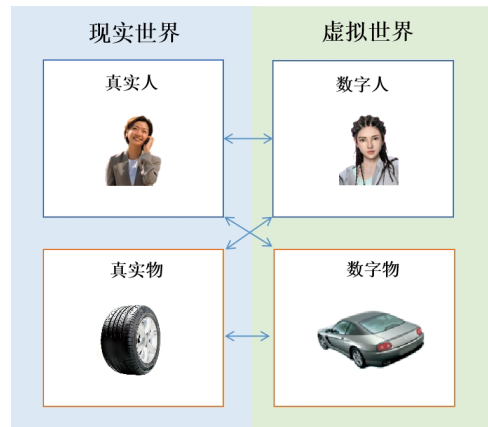 现实世界
虚拟世界
真实人
数字人
真实物
数字物